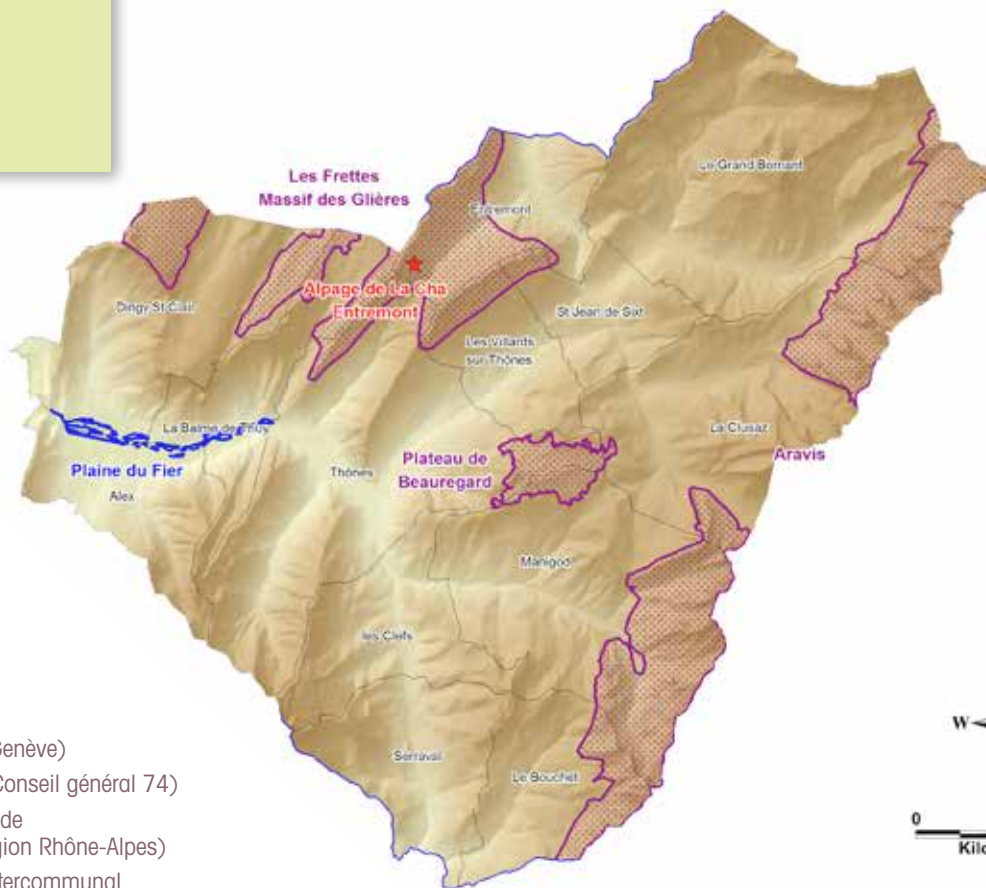 Le Grand Bornant
Les Frettes
Massif des Glières
Entremont
Alpage de La Cha
Entremont
Dingy St Clair
St Jean de Sixt
Les Villards
sur Thônes
La Balme de Thuy
La Clusaz
Plaine du Fier
Plateau de
Beauregard
Aravis
Thônes
Alex
Manigod
les Clefs
Serraval
Le Bouchet
W
enève)
Conseil général 74)
de
gion Rhône-Alpes)
tercommunal
0
Kilo